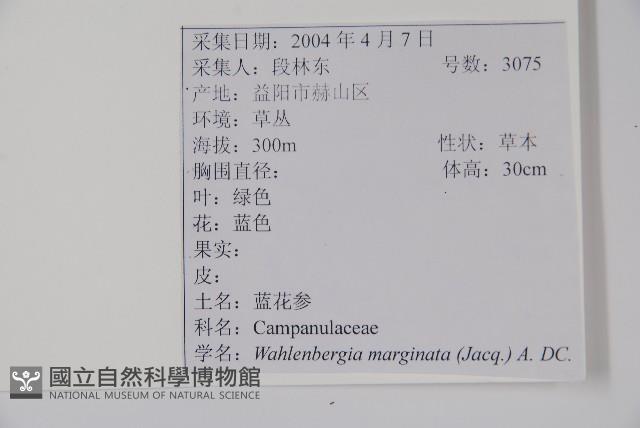 采集日期：2004 年 4 月 7 日
采集人：段林东 号数：3075
产地：益阳市赫山区
环境：草丛
海拔：300m 性状：草本
胸围直径： 体高：30cm
叶：绿色
花：蓝色
果实：
皮：
土名：蓝花参
科名：Campanulaceae
学名：Wahlenbergia marginata (Jacq.) A. DC.
國立自然科學博物館
NATIONAL MUSEUM OF NATURAL SCIENCE